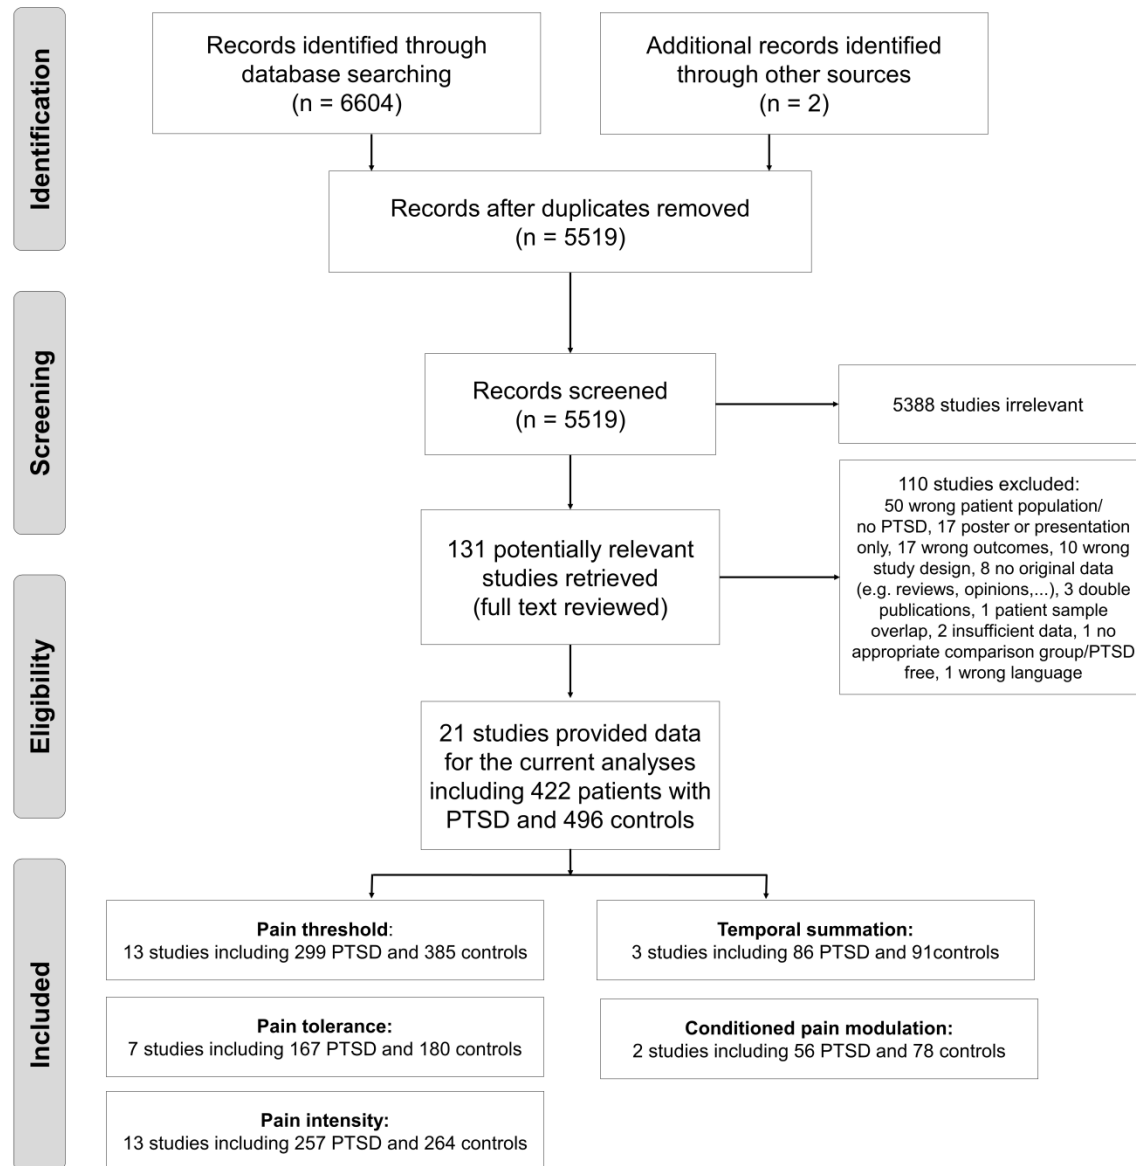 Identification
Records identified through
database searching
(n = 6604)
Additional records identified
through other sources
(n = 2)
Records after duplicates removed
(n = 5519)
Screening
Records screened
(n = 5519)
5388 studies irrelevant
131 potentially relevant
studies retrieved
(full text reviewed)
110 studies excluded:
50 wrong patient population/
no PTSD, 17 poster or presentation
only, 17 wrong outcomes, 10 wrong
study design, 8 no original data
(e.g. reviews, opinions,...), 3 double
publications, 1 patient sample
overlap, 2 insufficient data, 1 no
appropriate comparison group/PTSD
free, 1 wrong language
Eligibility
21 studies provided data
for the current analyses
including 422 patients with
PTSD and 496 controls
Included
Pain threshold:
13 studies including 299 PTSD and 385 controls
Temporal summation:
3 studies including 86 PTSD and 91controls
Pain tolerance:
7 studies including 167 PTSD and 180 controls
Conditioned pain modulation:
2 studies including 56 PTSD and 78 controls
Pain intensity:
13 studies including 257 PTSD and 264 controls